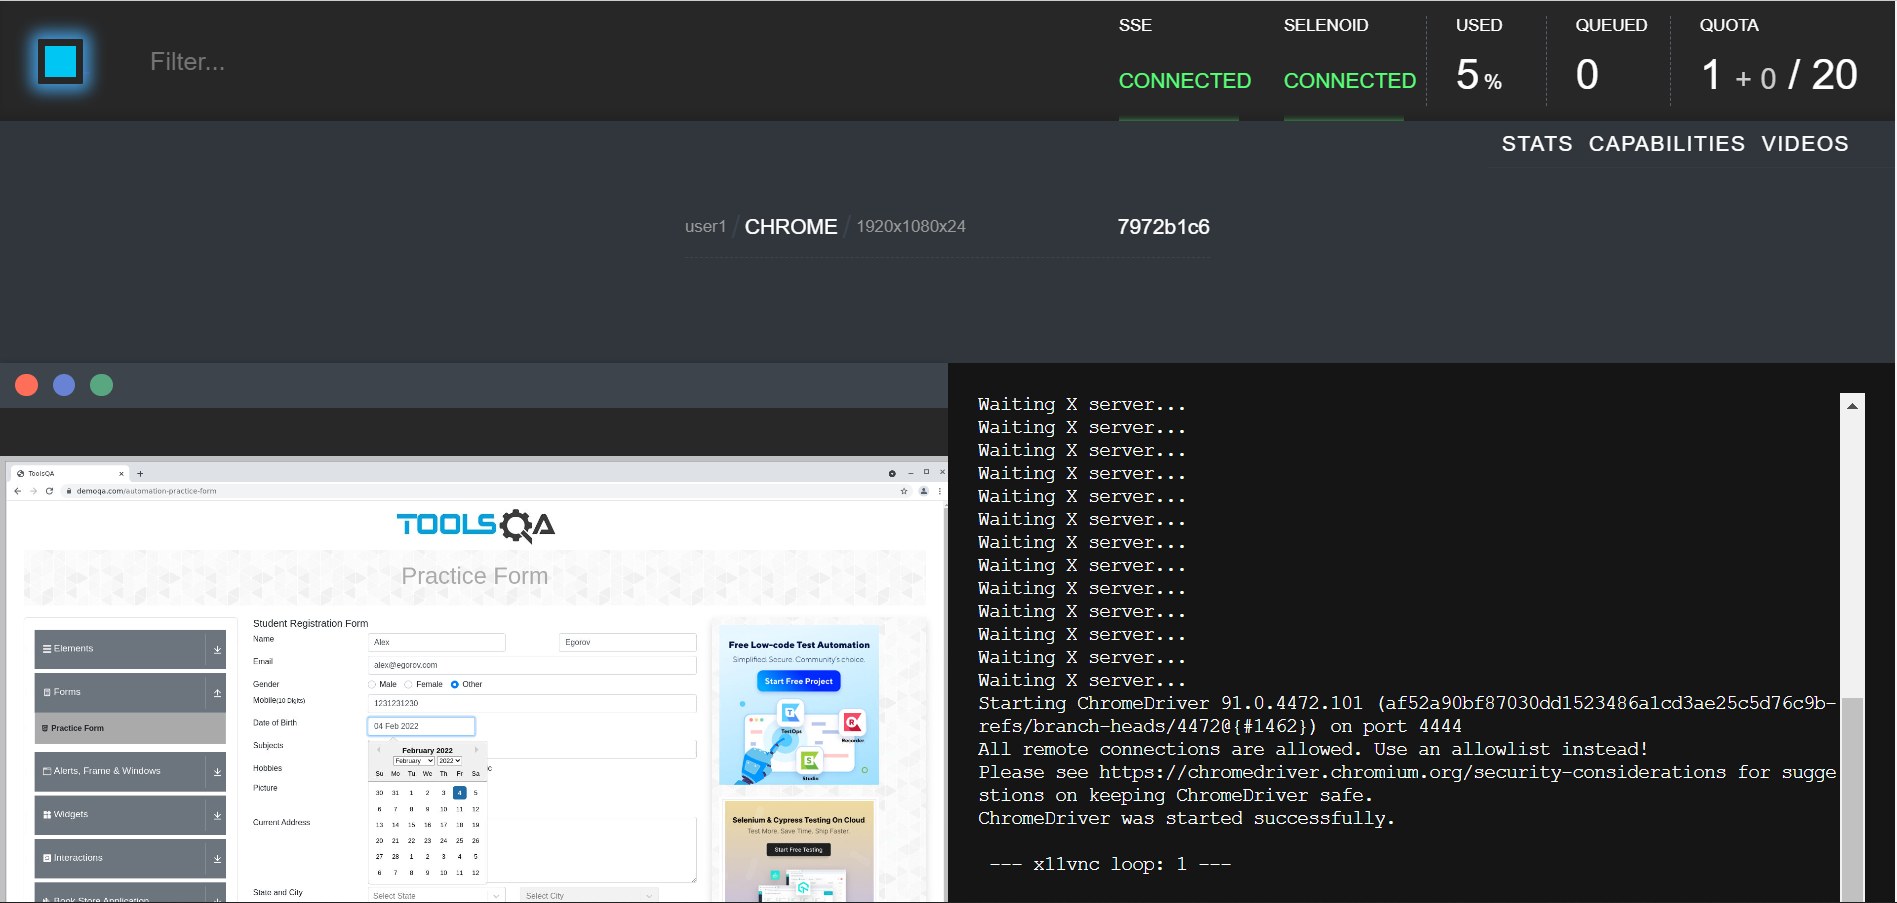 SSE
SELENOID
USED
QUEUED
QUOTA
Filter...
CONNECTED
CONNECTED
5 %
0
1 + 0 / 20
STATS CAPABILITIES VIDEOS
user1 / CHROME / 1920x1080x24
7972b1c6
ToolsQA
demoqa.com/automation-practice-form
TOOLSQA
Practice Form
Elements
Forms
Practice Form
Alerts, Frame & Windows
Widgets
Interactions
Book Store Application
Student Registration Form
Name
Alex
Egorov
Email
alex@egorov.com
Gender
Male
Female
Other
Mobile(10 Digits)
1231231230
Date of Birth
04 Feb 2022
Subjects
Hobbies
Picture
Current Address
State and City
Select State
Select City
February 2022
February
2022
Su Mo Tu We Th Fr Sa
30 31 1 2 3 4 5
6 7 8 9 10 11 12
13 14 15 16 17 18 19
20 21 22 23 24 25 26
27 28 1 2 3 4 5
6 7 8 9 10 11 12
Free Low-code Test Automation
Simplified. Secure. Community's choice.
Start Free Project
TestOps
Recorder
Studio
Selenium & Cypress Testing On Cloud
Test More. Save Time. Ship Faster.
Start Free Testing
Waiting X server...
Waiting X server...
Waiting X server...
Waiting X server...
Waiting X server...
Waiting X server...
Waiting X server...
Waiting X server...
Waiting X server...
Waiting X server...
Waiting X server...
Waiting X server...
Waiting X server...
Starting ChromeDriver 91.0.4472.101 (af52a90bf87030dd1523486a1cd3ae25c5d76c9b-
refs/branch-heads/4472@{#1462}) on port 4444
All remote connections are allowed. Use an allowlist instead!
Please see https://chromedriver.chromium.org/security-considerations for sugge
stions on keeping ChromeDriver safe.
ChromeDriver was started successfully.
--- x11vnc loop: 1 ---